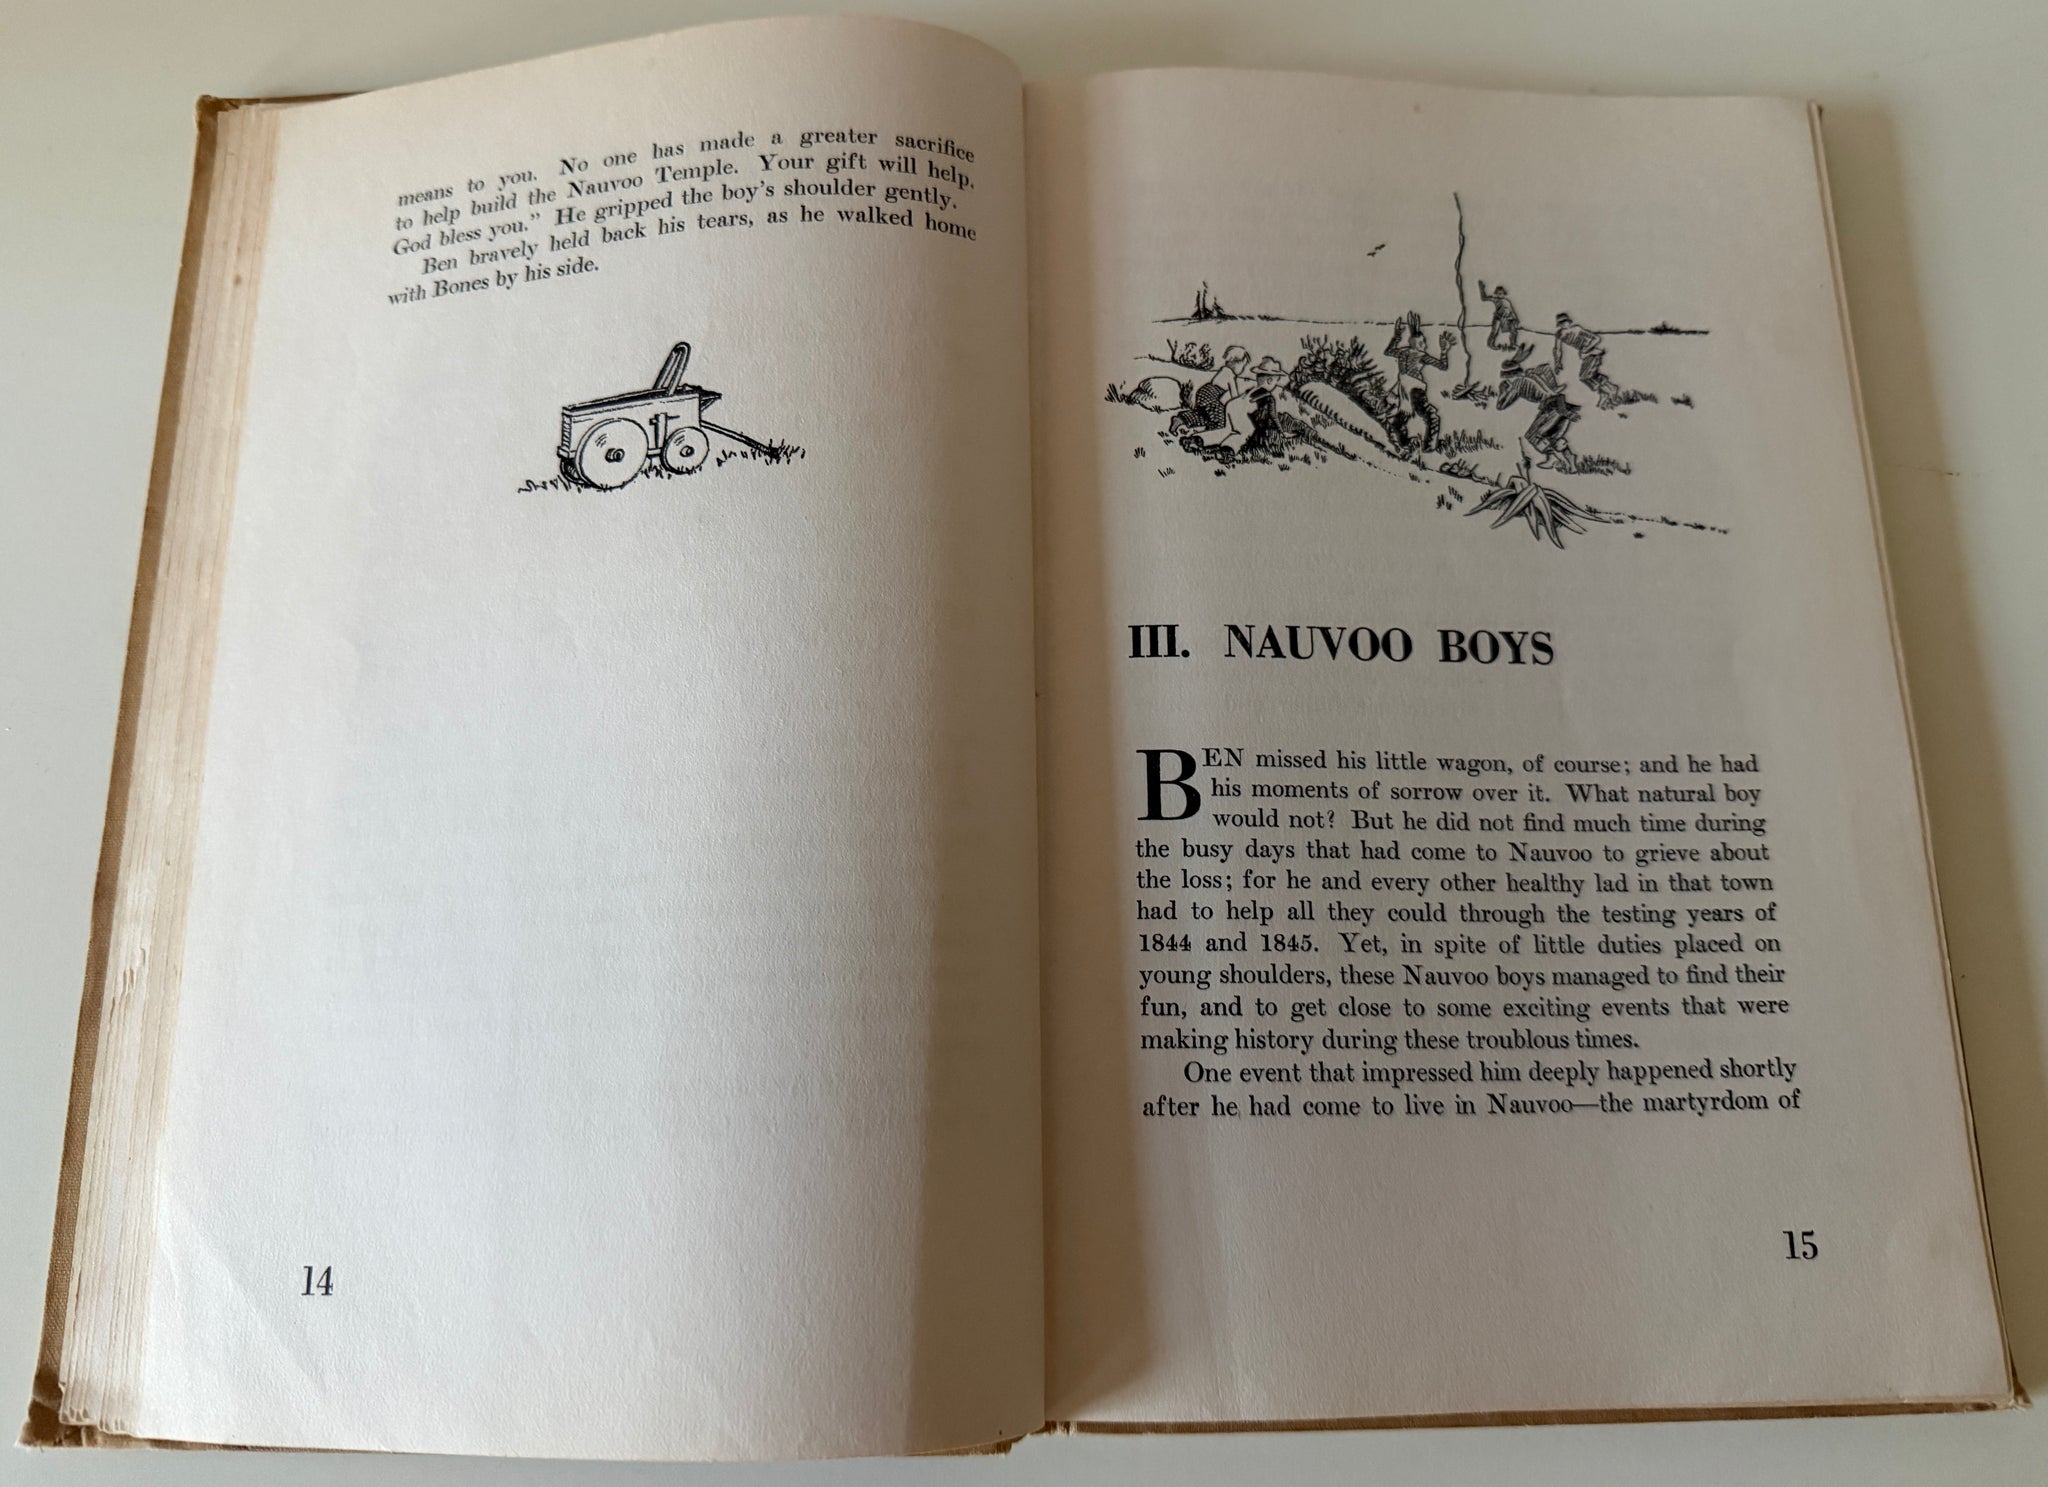 means to you. No one has made a greater sacrifice
to help build the Nauvoo Temple. Your gift will help.
God bless you." He gripped the boy's shoulder gently.
Ben bravely held back his tears, as he walked home
with Bones by his side.
14
III. NAUVOO BOYS
BEN missed his little wagon, of course; and he had
his moments of sorrow over it. What natural boy
would not? But he did not find much time during
the busy days that had come to Nauvoo to grieve about
the loss; for he and every other healthy lad in that town
had to help all they could through the testing years of
1844 and 1845. Yet, in spite of little duties placed on
young shoulders, these Nauvoo boys managed to find their
fun, and to get close to some exciting events that were
making history during these troublous times.
One event that impressed him deeply happened shortly
after he had come to live in Nauvoo—the martyrdom of
15